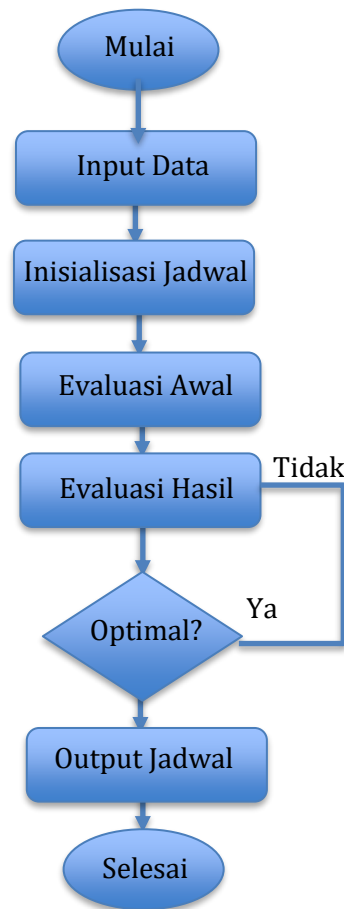 Mulai
Input Data
Inisialisasi Jadwal
Evaluasi Awal
Tidak
Evaluasi Hasil
Ya
Optimal?
Output Jadwal
Selesai